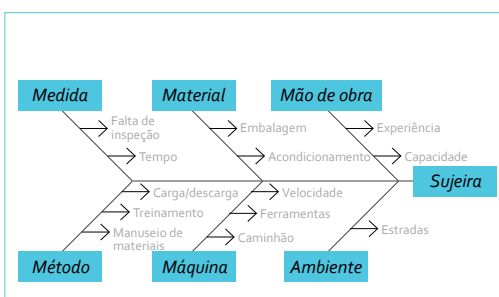 Medida
Material
Mão de obra
Falta de
inspeção
Tempo
Embalagem
Acondicionamento
Experiência
Capacidade
Sujeira
Carga/descarga
Treinamento
Manuseio de
materiais
Velocidade
Ferramentas
Caminhão
Estradas
Método
Máquina
Ambiente